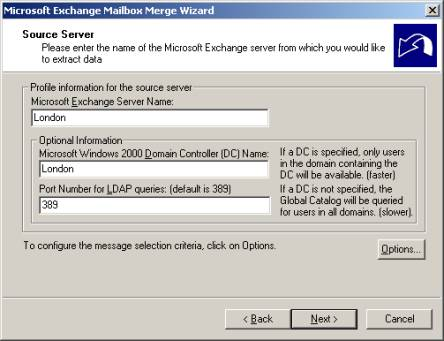 Microsoft Exchange Mailbox Merge Wizard
Source Server
Please enter the name of the Microsoft Exchange server from which you would like
to extract data
Profile information for the source server
Microsoft Exchange Server Name:
London
Optional Information
Microsoft Windows 2000 Domain Controller (DC) Name:
London
Port Number for LDAP queries: (default is 389)
389
If a DC is specified, only users
in the domain containing the
DC will be available. (faster)
If a DC is not specified, the
Global Catalog will be queried
for users in all domains. (slower).
To configure the message selection criteria, click on Options.
Options...
< Back
Next >
Cancel